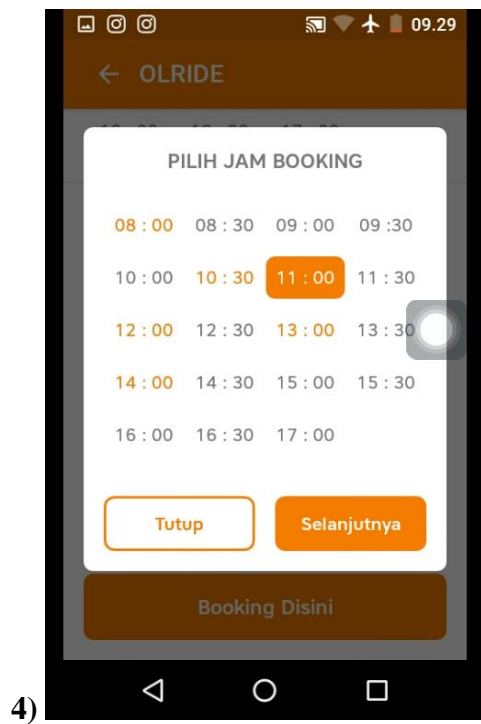 09.29
← OLRIDE
PILIH JAM BOOKING
08 : 00 08 : 30 09 : 00 09 :30
10 : 00 10 : 30 11 : 00 11 : 30
12 : 00 12 : 30 13 : 00 13 : 30
14 : 00 14 : 30 15 : 00 15 : 30
16 : 00 16 : 30 17 : 00
Tutup Selanjutnya
Booking Disini
4)